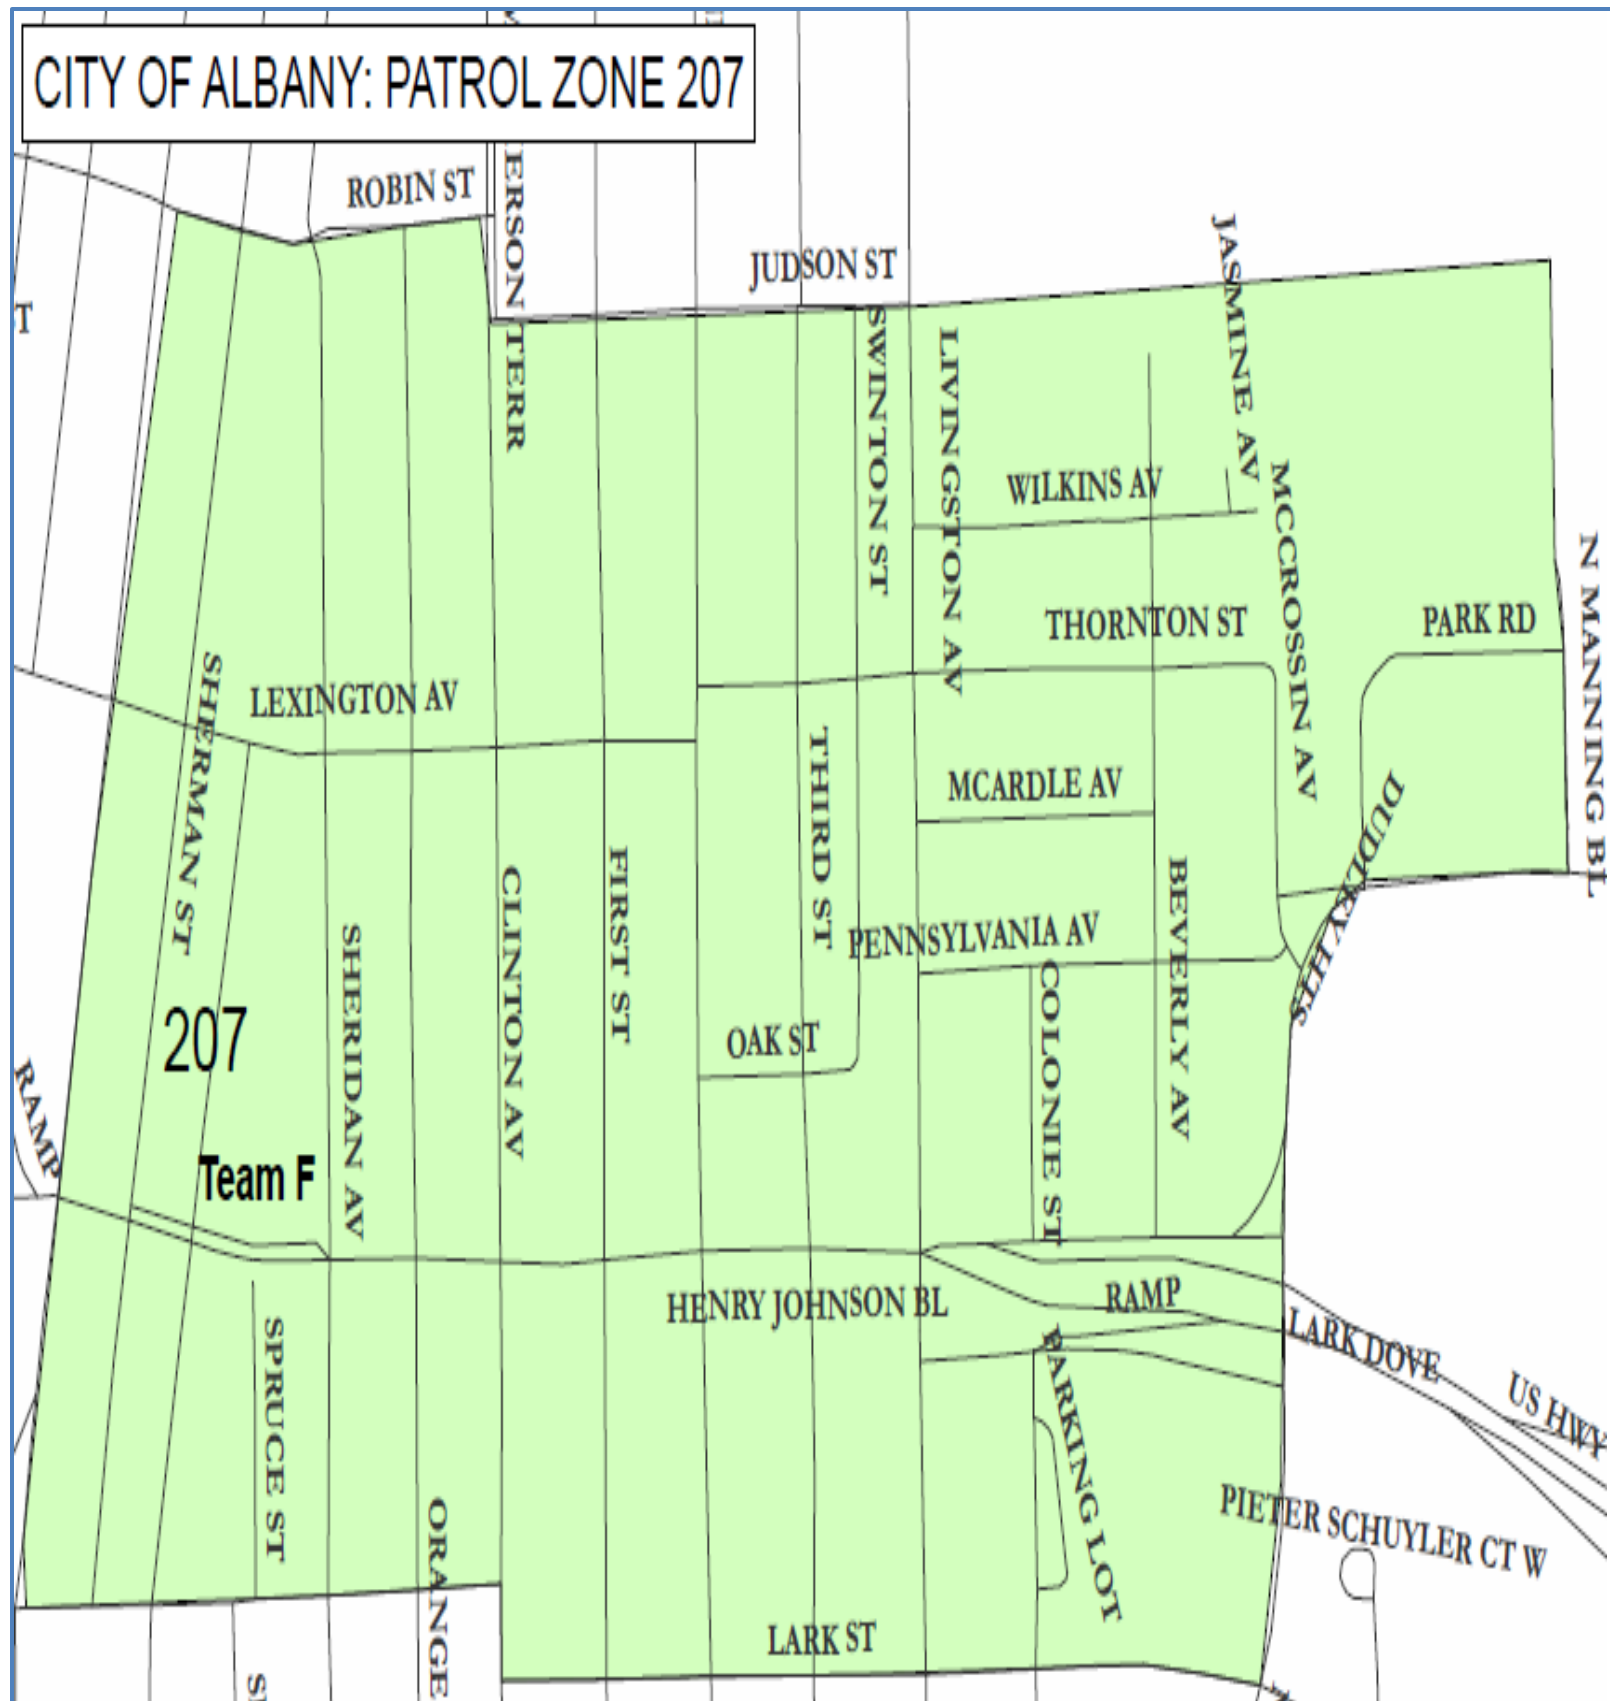 CITY OF ALBANY: PATROL ZONE 207
ROBIN ST
ERSON TERR
JUDSON ST
JASMINE AV
SWINTON ST
LIVINGSTON AV
WILKINS AV
MCCROSSIN AV
N MANNING BL
THORNTON ST
PARK RD
SHERMAN ST
LEXINGTON AV
THIRD ST
MCARDLE AV
DUDLEY HTS
FIRST ST
CLINTON AV
BEVERLY AV
SHERIDAN AV
PENNSYLVANIA AV
COLONIE ST
207
OAK ST
RAMP
Team F
HENRY JOHNSON BL
RAMP
LARK DOVE
SPRUCE ST
PARKING LOT
US HWY
PIETER SCHUYLER CT W
ORANGE
LARK ST